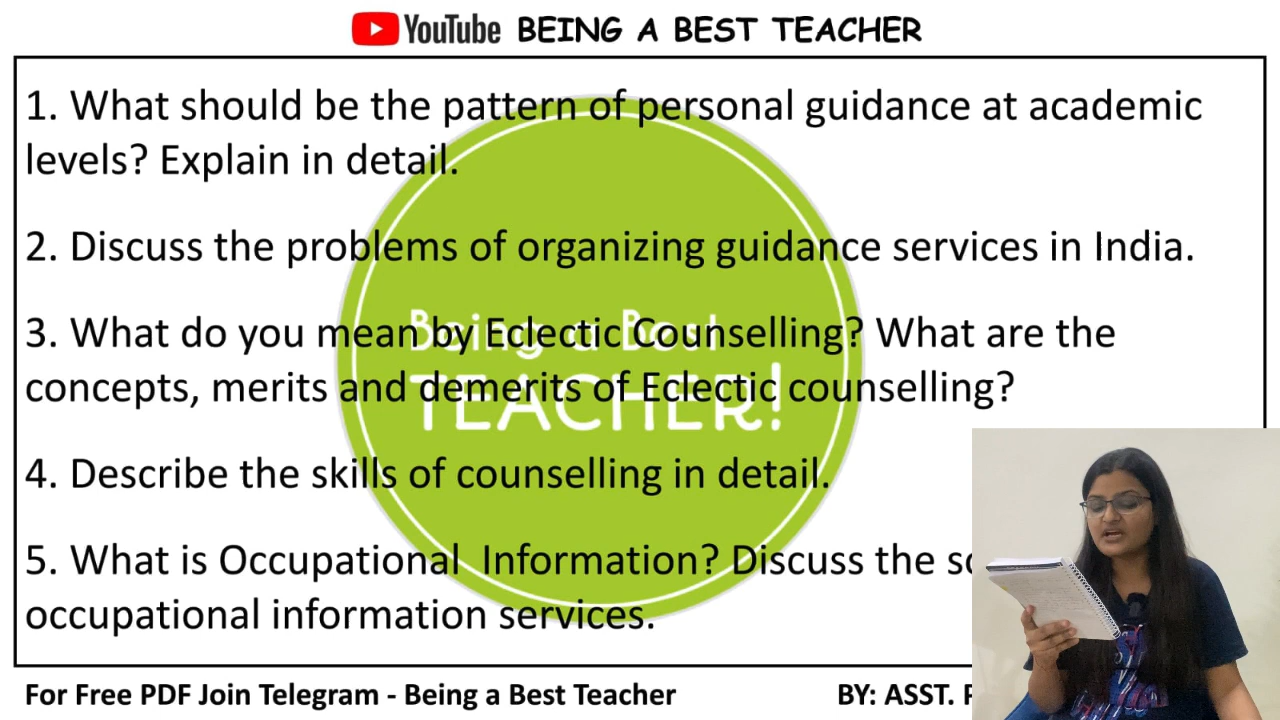 YouTube BEING A BEST TEACHER
1. What should be the pattern of personal guidance at academic
levels? Explain in detail.
2. Discuss the problems of organizing guidance services in India.
3. What do you mean by Eclectic Counselling? What are the
concepts, merits and demerits of Eclectic counselling?
4. Describe the skills of counselling in detail.
5. What is Occupational Information? Discuss the
occupational information services.
Being a Best
TEACHER!
For Free PDF Join Telegram - Being a Best Teacher
BY: ASST.